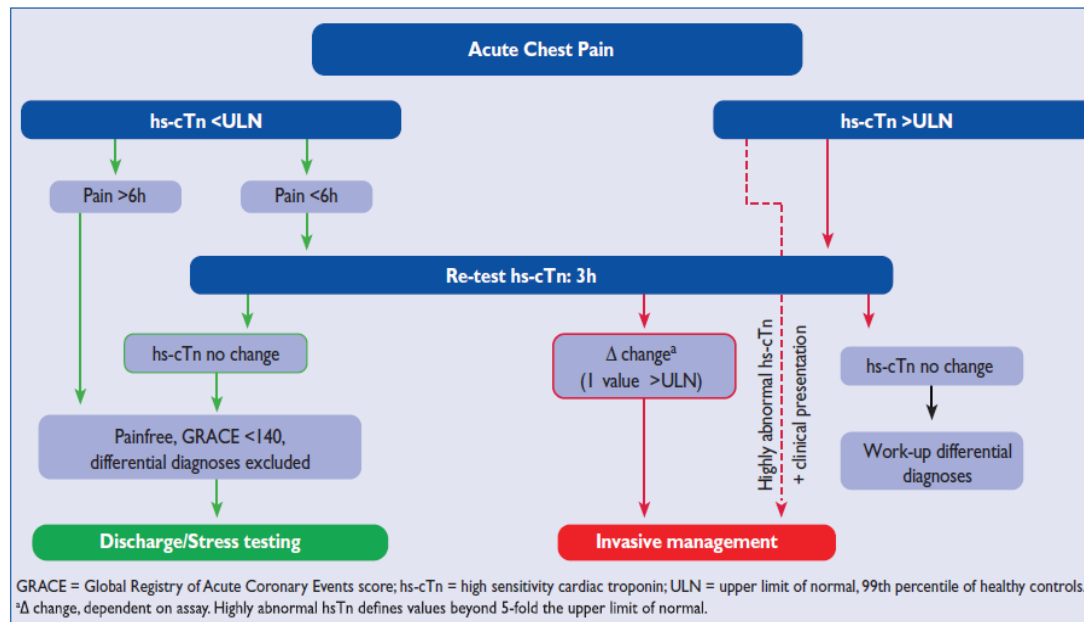 Acute Chest Pain
hs-cTn <ULN
hs-cTn >ULN
Pain >6h
Pain <6h
Re-test hs-cTn: 3h
hs-cTn no change
Δ changeᵃ
(1 value >ULN)
Highly abnormal hs-cTn
+ clinical presentation
hs-cTn no change
Painfree, GRACE <140,
differential diagnoses excluded
Work-up differential
diagnoses
Discharge/Stress testing
Invasive management
GRACE = Global Registry of Acute Coronary Events score; hs-cTn = high sensitivity cardiac troponin; ULN = upper limit of normal, 99th percentile of healthy controls.
ᵃΔ change, dependent on assay. Highly abnormal hsTn defines values beyond 5-fold the upper limit of normal.